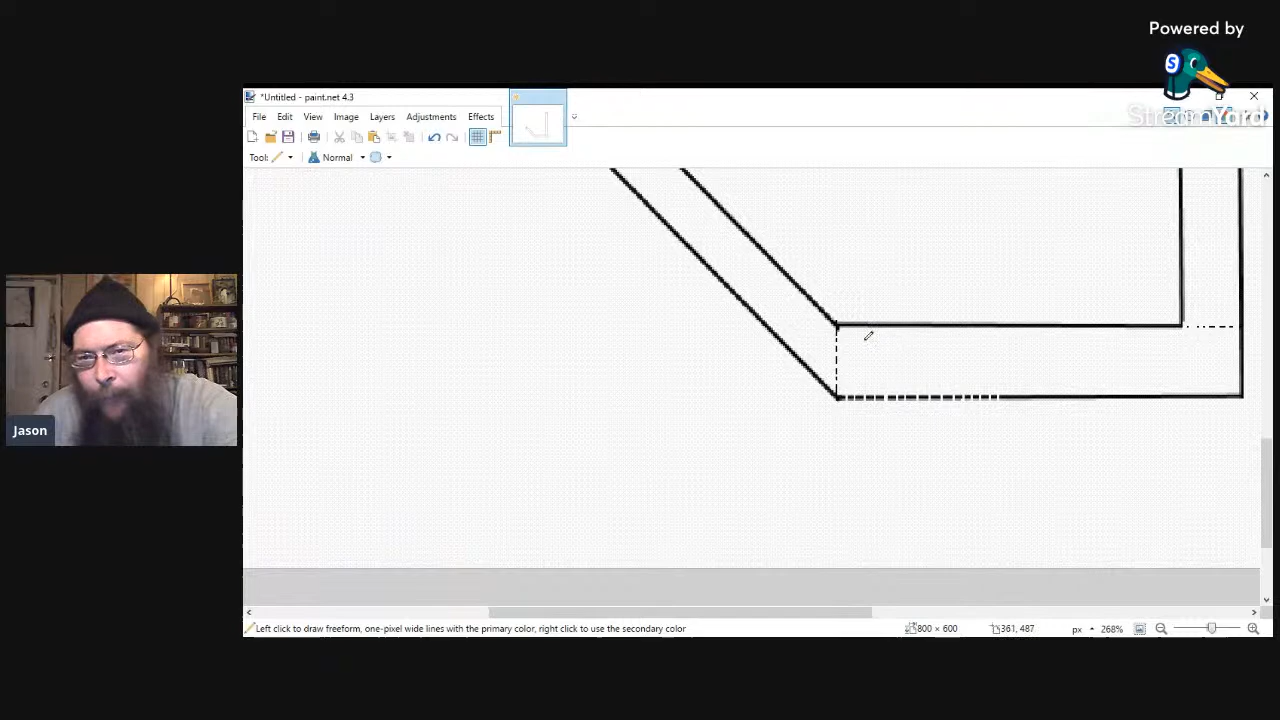 Powered by
S
StreamYard
*Untitled - paint.net 4.3
File Edit View Image Layers Adjustments Effects
Tool: Normal
Jason
Left click to draw freeform, one-pixel wide lines with the primary color, right click to use the secondary color
800 × 600
361, 487
px
268%